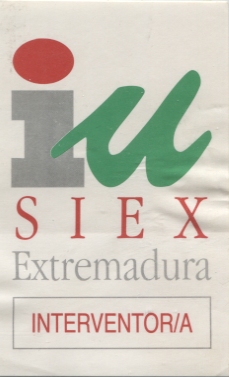 iu
SIEX
Extremadura
INTERVENTOR/A